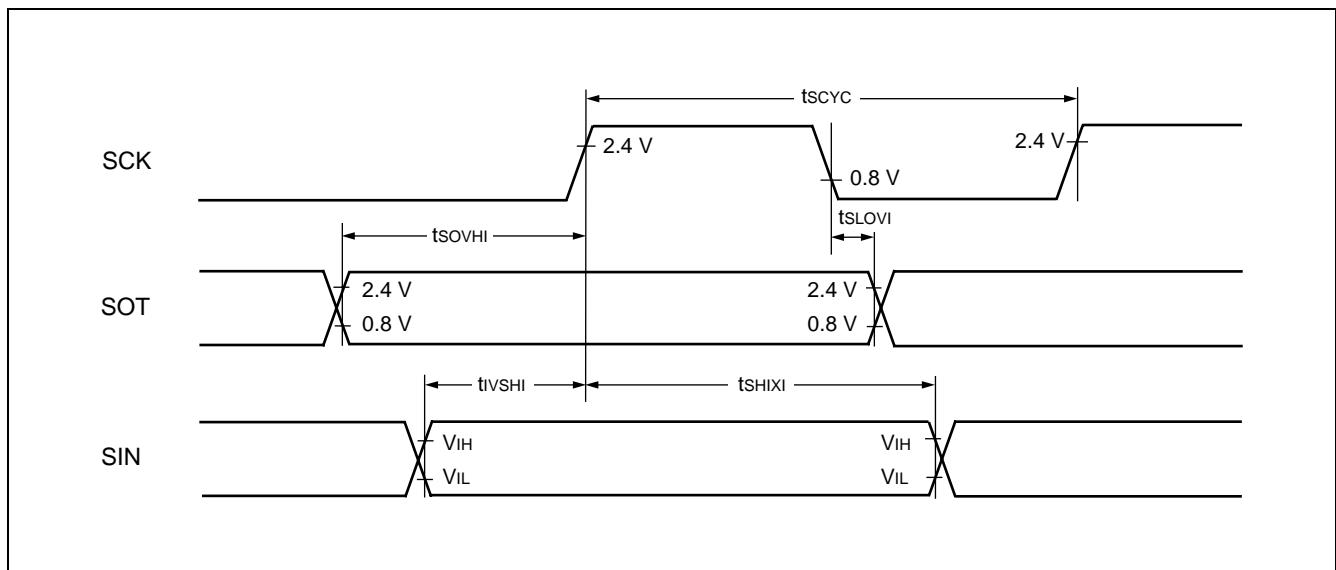 tSCYC
SCK
2.4 V
2.4 V
0.8 V
tSLOVI
tSOVHI
SOT
2.4 V
2.4 V
0.8 V
0.8 V
tIVSHI
tSHIXI
SIN
VIH
VIH
VIL
VIL